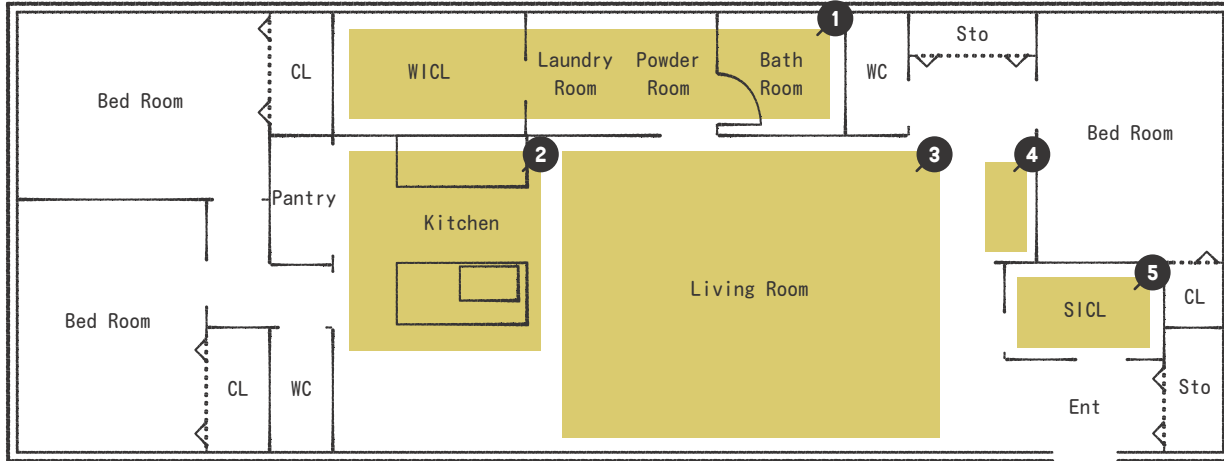 1
Sto
CL
WICL
Laundry
Room
Powder
Room
Bath
Room
WC
Bed Room
Bed Room
2
3
4
Pantry
Kitchen
5
Living Room
SICL
CL
Bed Room
CL
WC
Sto
Ent